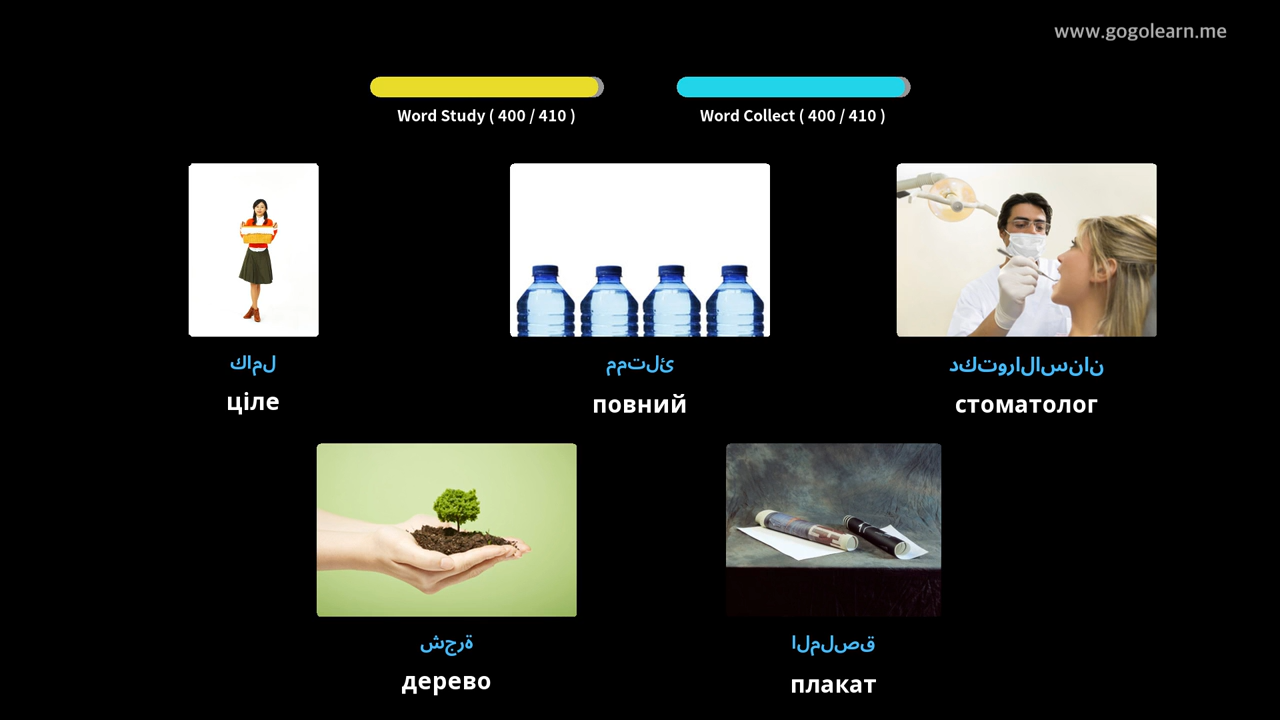 www.gogolearn.me
Word Study ( 400 / 410 )
Word Collect ( 400 / 410 )
كامل
ціле
ممتلئ
повний
دكتورالاسنان
стоматолог
شجرة
дерево
الملصق
плакат